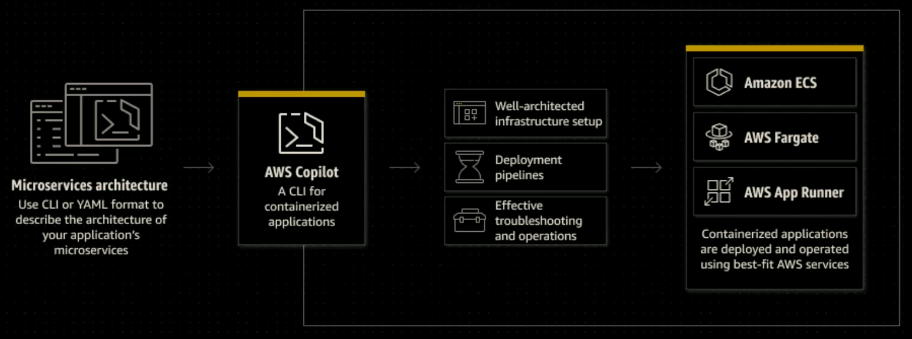 Microservices architecture
Use CLI or YAML format to
describe the architecture of
your application's
microservices
AWS Copilot
A CLI for
containerized
applications
Well-architected
infrastructure setup
Deployment
pipelines
Effective
troubleshooting
and operations
Amazon ECS
AWS Fargate
AWS App Runner
Containerized applications
are deployed and operated
using best-fit AWS services